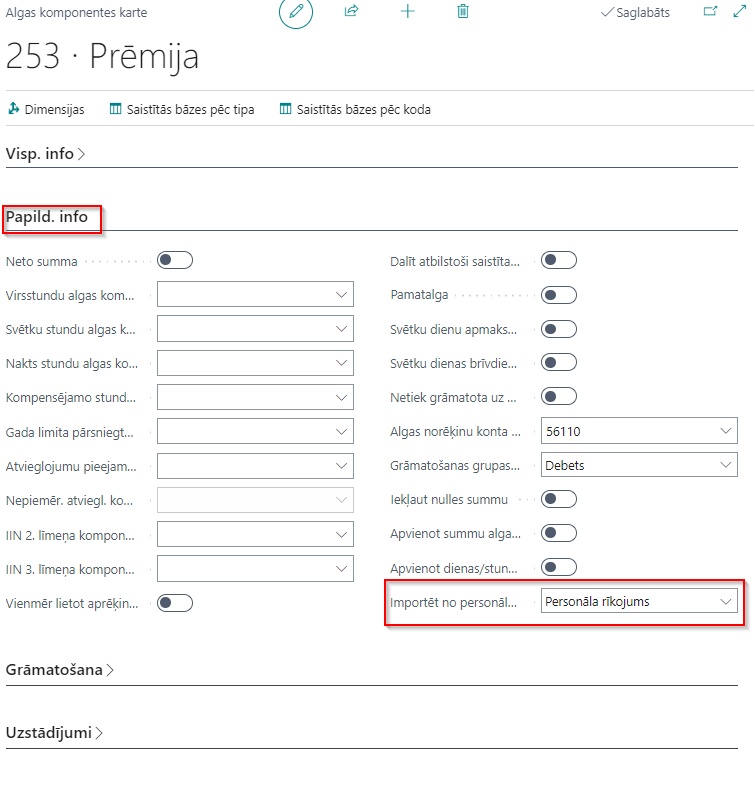 Algas komponentes karte
Saglabāts
253 · Prēmija
Dimensijas
Saistītās bāzes pēc tipa
Saistītās bāzes pēc koda
Visp. info
Papild. info
Neto summa
Virsstundu algas kom...
Svētku stundu algas k...
Nakts stundu algas ko...
Kompensējamo stund...
Gada limita pārsniegt...
Atvieglojumu pieejam...
Nepiemēr. atviegl. ko...
IIN 2. līmeņa kompon...
IIN 3. līmeņa kompon...
Vienmēr lietot aprēķin...
Dalīt atbilstoši saistīta...
Pamatalga
Svētku dienu apmaks...
Svētku dienas brīvdie...
Netiek grāmatota uz ...
Algas norēķinu konta ...
56110
Grāmatošanas grupas...
Debets
Iekļaut nulles summu
Apvienot summu alga...
Apvienot dienas/stun...
Importēt no personāl...
Personāla rīkojums
Grāmatošana
Uzstādījumi